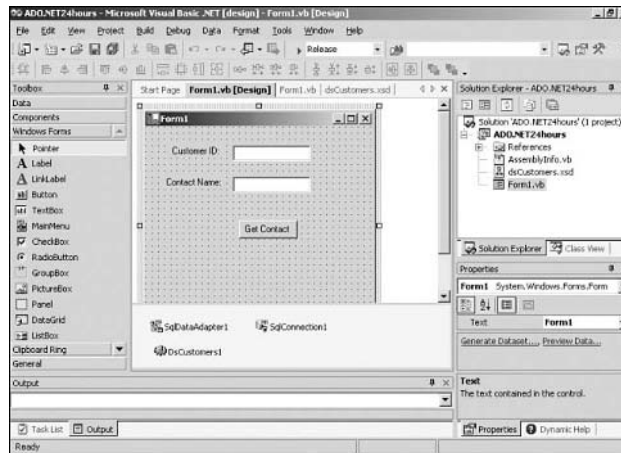 ADO.NET24hours - Microsoft Visual Basic .NET [design] - Form1.vb [Design]
File Edit View Project Build Debug Data Format Tools Window Help
Release
Toolbox
Data
Components
Windows Forms
Pointer
A Label
A LinkLabel
ab Button
TextBox
MainMenu
CheckBox
RadioButton
GroupBox
PictureBox
Panel
DataGrid
ListBox
Clipboard Ring
General
Start Page Form1.vb [Design] Form1.vb dsCustomers.xsd
Form1
Customer ID:
Contact Name:
Get Contact
SqlDataAdapter1 SqlConnection1
DsCustomers1
Solution Explorer - ADO.NET24hours
Solution 'ADO.NET24hours' (1 project)
ADO.NET24hours
References
AssemblyInfo.vb
dsCustomers.xsd
Form1.vb
Solution Explorer Class View
Properties
Form1 System.Windows.Forms.Form
Text Form1
Generate Dataset..., Preview Data...
Text
The text contained in the control.
Properties Dynamic Help
Output
Task List Output
Ready